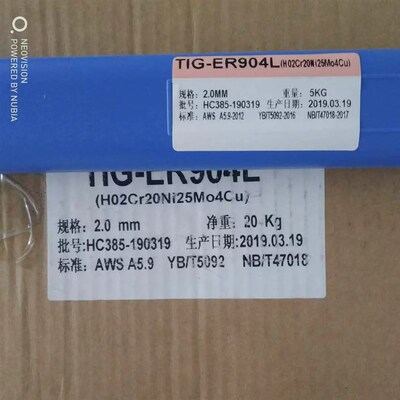 NEOVISION
POWERED BY NUBIA
TIG-ER904L(H02Cr20Ni25Mo4Cu)
规格: 2.0MM 重量: 5KG
批号: HC385-190319 生产日期: 2019.03.19
标准: AWS A5.9-2012 YB/T5092-2016 NB/T47018-2017
TIG-ER904L
(H02Cr20Ni25Mo4Cu)
规格: 2.0 mm 净重: 20 Kg
批号: HC385-190319 生产日期: 2019.03.19
标准: AWS A5.9 YB/T5092 NB/T47018